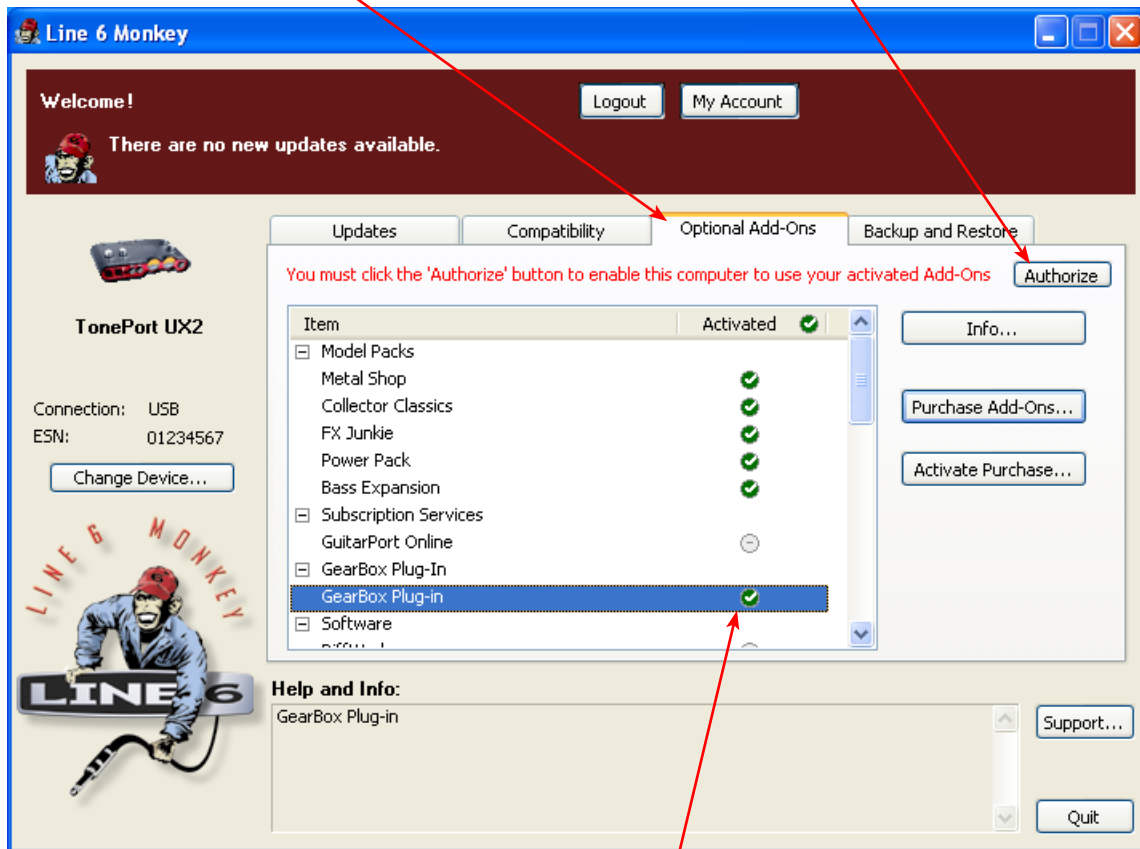 Line 6 Monkey
Welcome!
Logout
My Account
There are no new updates available.
Updates
Compatibility
Optional Add-Ons
Backup and Restore
You must click the 'Authorize' button to enable this computer to use your activated Add-Ons
Authorize
TonePort UX2
Connection: USB
ESN: 01234567
Change Device...
Item Activated
Model Packs
Metal Shop
Collector Classics
FX Junkie
Power Pack
Bass Expansion
Subscription Services
GuitarPort Online
GearBox Plug-In
GearBox Plug-in
Software
Info...
Purchase Add-Ons...
Activate Purchase...
LINE 6 MONKEY
LINE 6
Help and Info:
GearBox Plug-in
Support...
Quit